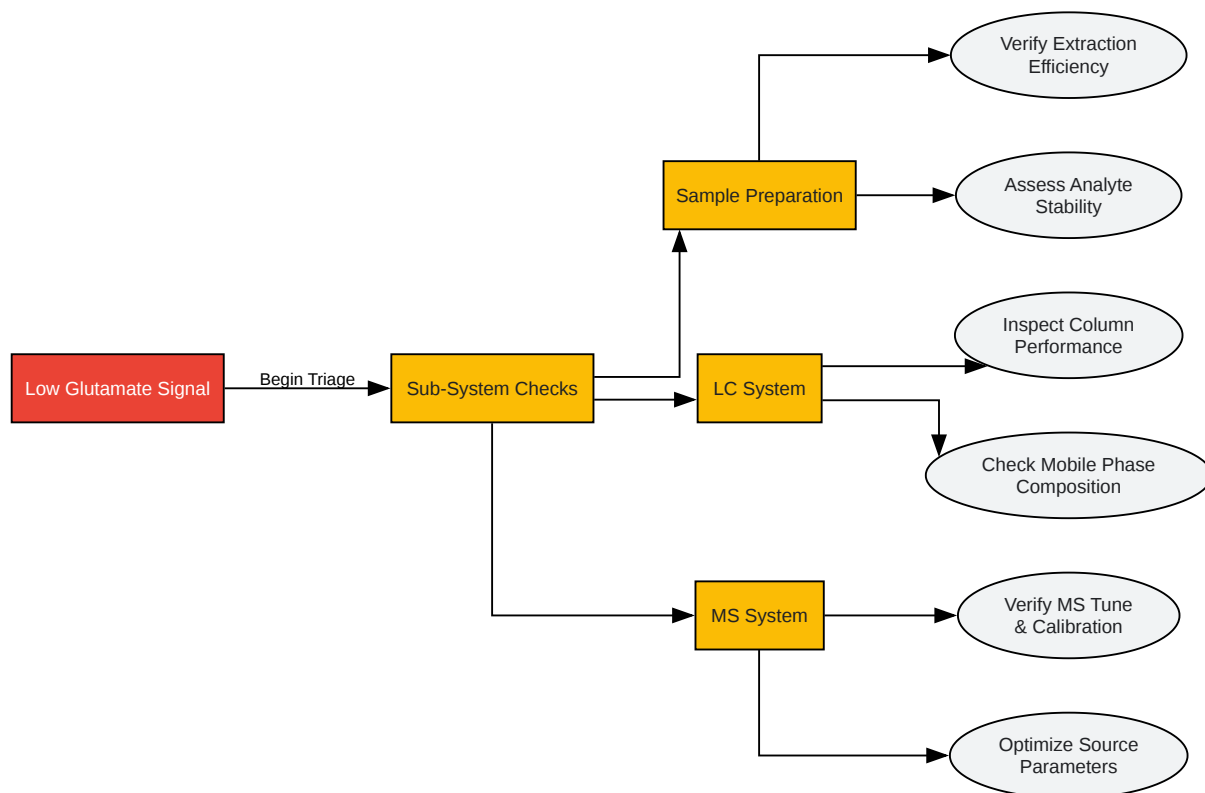 Low Glutamate Signal
Begin Triage
Sub-System Checks
Sample Preparation
Verify Extraction
Efficiency
Assess Analyte
Stability
LC System
Inspect Column
Performance
Check Mobile Phase
Composition
MS System
Verify MS Tune
& Calibration
Optimize Source
Parameters